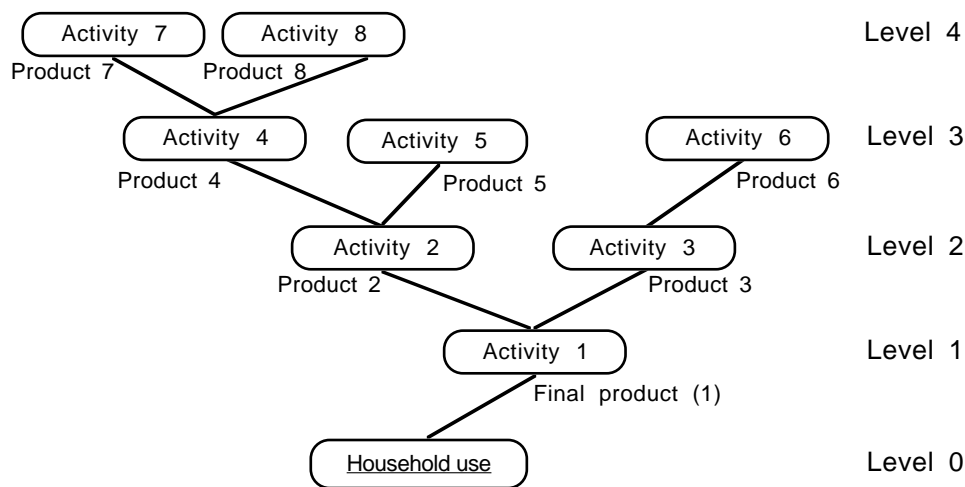 Activity 7
Activity 8
Level 4
Product 7
Product 8
Activity 4
Activity 5
Activity 6
Level 3
Product 4
Product 5
Product 6
Activity 2
Activity 3
Level 2
Product 2
Product 3
Activity 1
Level 1
Final product (1)
Household use
Level 0